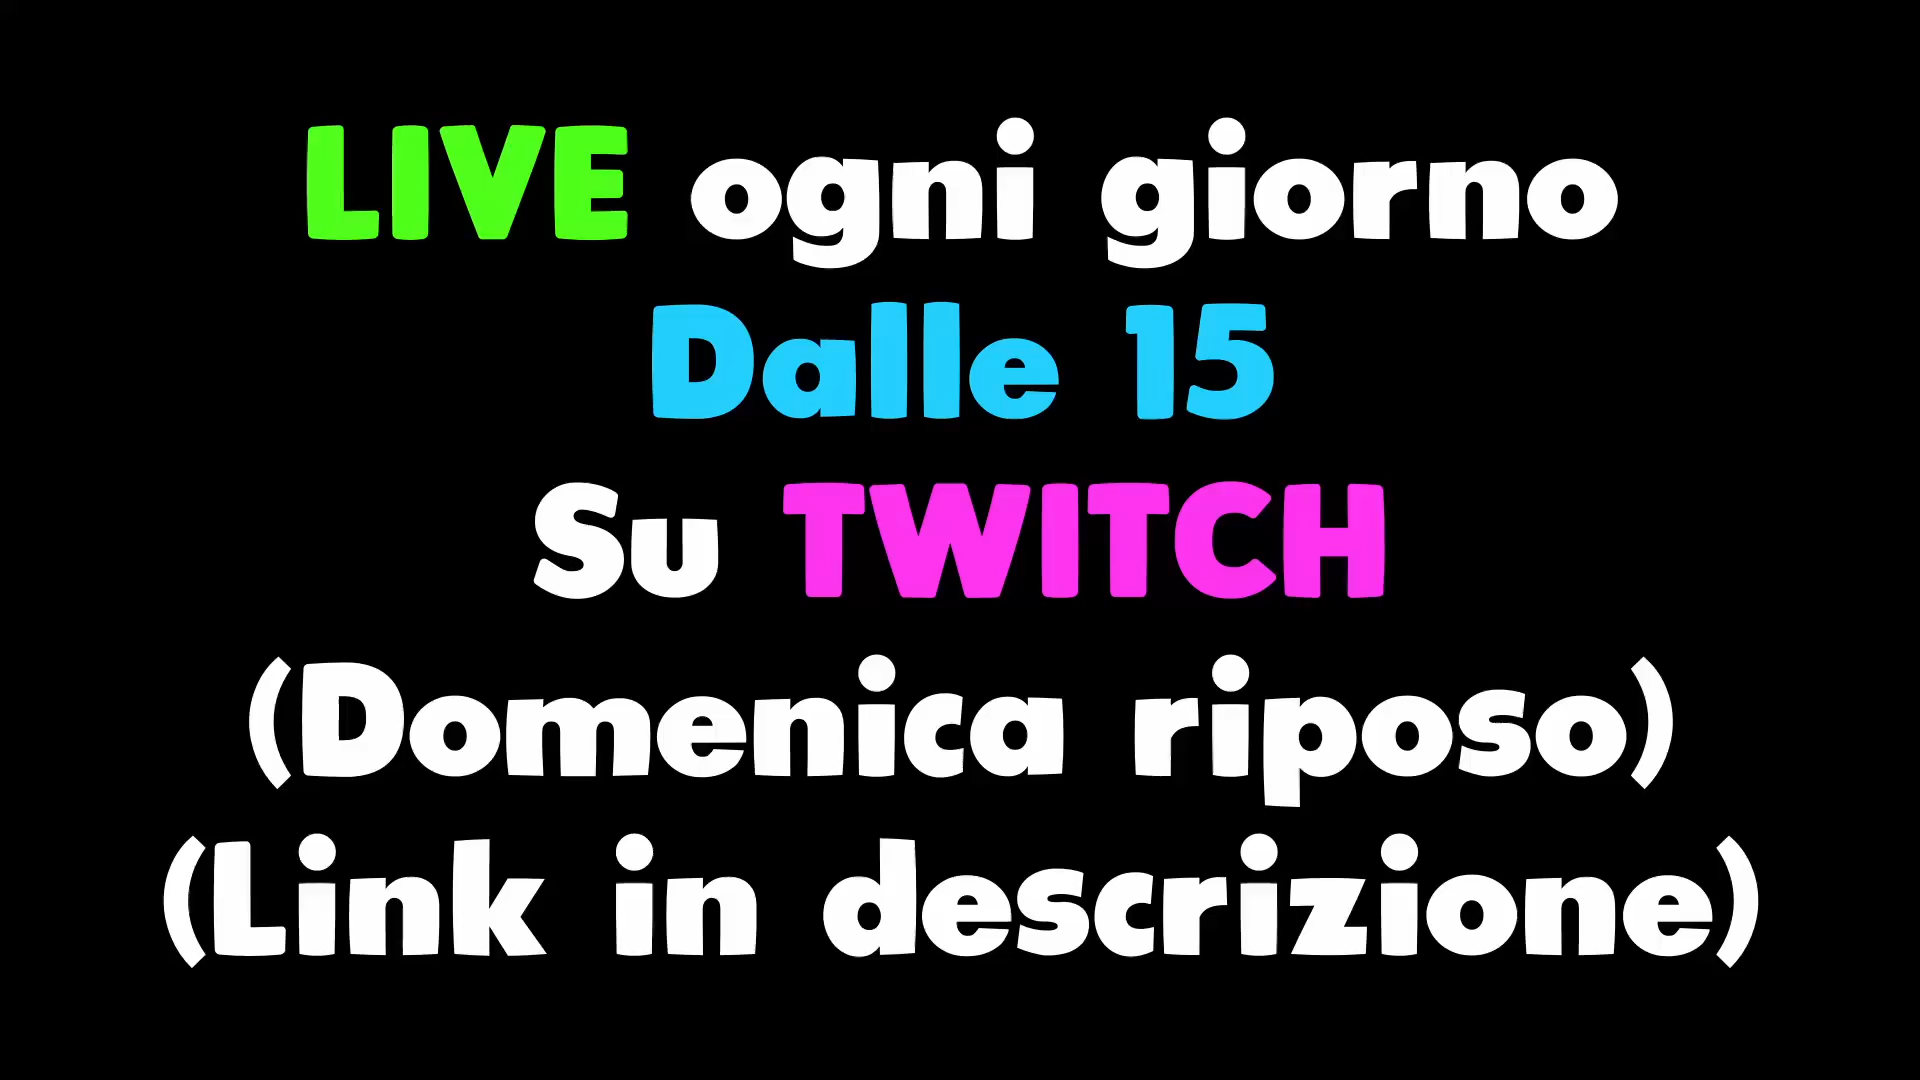 LIVE ogni giorno
Dalle 15
Su TWITCH
(Domenica riposo)
(Link in descrizione)